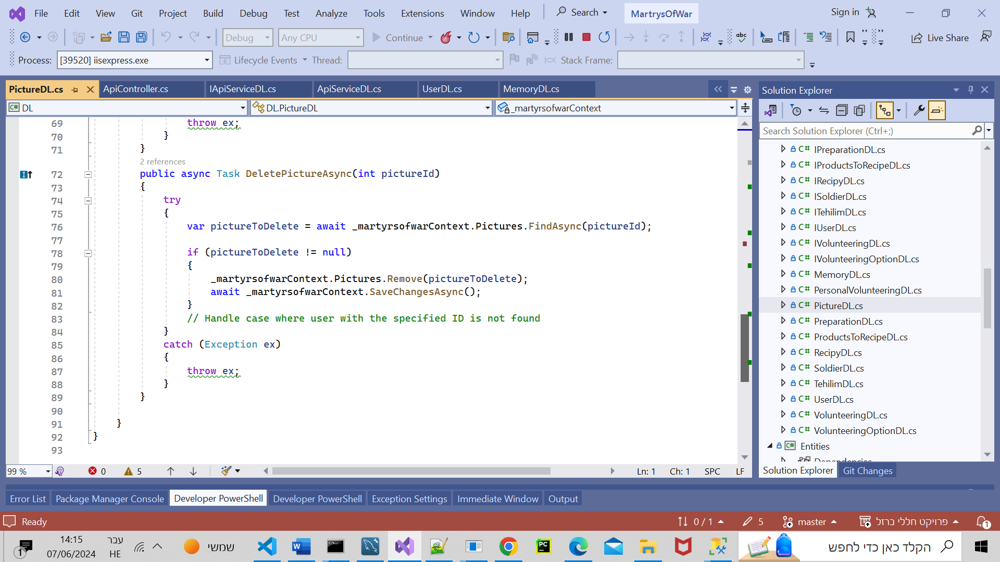 File Edit View Git Project Build Debug Test Analyze Tools Extensions Window Help Search MartrysOfWar Sign in
Debug Any CPU Continue Live Share
Process: [39520] iisexpress.exe Lifecycle Events Thread: Stack Frame:
PictureDL.cs ApiController.cs IApiServiceDL.cs ApiServiceDL.cs UserDL.cs MemoryDL.cs
DL DL.PictureDL _martyrsofwarContext
69 throw ex;
70 }
71 }
2 references
72 public async Task DeletePictureAsync(int pictureId)
73 {
74 try
75 {
76 var pictureToDelete = await _martyrsofwarContext.Pictures.FindAsync(pictureId);
77
78 if (pictureToDelete != null)
79 {
80 _martyrsofwarContext.Pictures.Remove(pictureToDelete);
81 await _martyrsofwarContext.SaveChangesAsync();
82 }
83 // Handle case where user with the specified ID is not found
84 }
85 catch (Exception ex)
86 {
87 throw ex;
88 }
89 }
90
91 }
92 }
93
99 % 0 5 Ln: 1 Ch: 1 SPC LF
Solution Explorer
Search Solution Explorer (Ctrl+;)
C# IPreparationDL.cs
C# IProductsToRecipeDL.cs
C# IRecipyDL.cs
C# ISoldierDL.cs
C# ITehilimDL.cs
C# IUserDL.cs
C# IVolunteeringDL.cs
C# IVolunteeringOptionDL.cs
C# MemoryDL.cs
C# PersonalVolunteeringDL.cs
C# PictureDL.cs
C# PreparationDL.cs
C# ProductsToRecipeDL.cs
C# RecipyDL.cs
C# SoldierDL.cs
C# TehilimDL.cs
C# UserDL.cs
C# VolunteeringDL.cs
C# VolunteeringOptionDL.cs
C# Entities
Dependencies
Solution Explorer Git Changes
Error List Package Manager Console Developer PowerShell Developer PowerShell Exception Settings Immediate Window Output
Ready 0 / 1 5 master פרויקט חללי ברזל 1
1 14:15 עבר
07/06/2024 HE
שמשי
הקלד כאן כדי לחפש